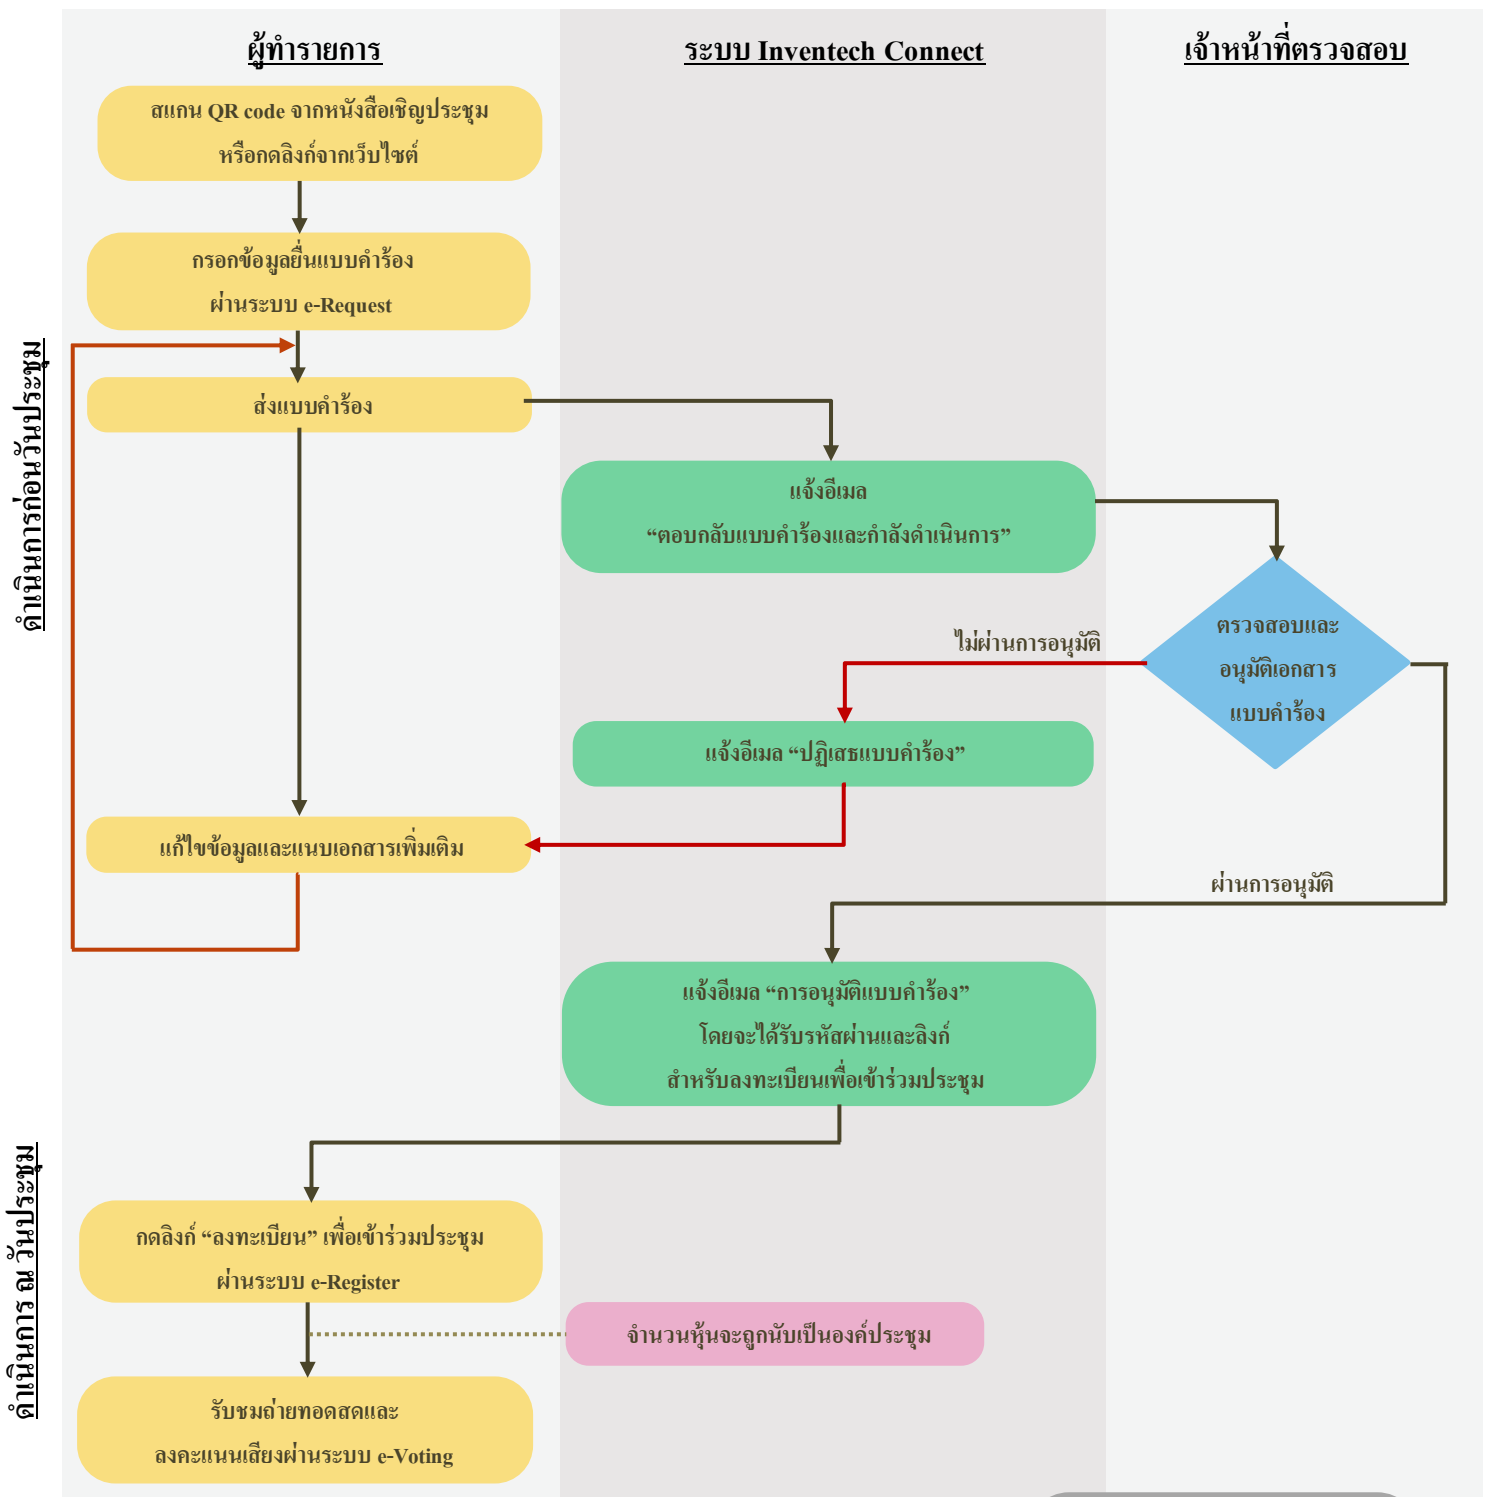 ผู้ทำรายการ
ระบบ Inventech Connect
เจ้าหน้าที่ตรวจสอบ
ดำเนินการก่อนวันประชุม
สแกน QR code จากหนังสือเชิญประชุม
หรือกดลิงก์จากเว็บไซต์
กรอกข้อมูลยื่นแบบคำร้อง
ผ่านระบบ e-Request
ส่งแบบคำร้อง
แจ้งอีเมล
“ตอบกลับแบบคำร้องและกำลังดำเนินการ”
ตรวจสอบและ
อนุมัติเอกสาร
แบบคำร้อง
ไม่ผ่านการอนุมัติ
แจ้งอีเมล “ปฏิเสธแบบคำร้อง”
แก้ไขข้อมูลและแนบเอกสารเพิ่มเติม
ผ่านการอนุมัติ
แจ้งอีเมล “การอนุมัติแบบคำร้อง”
โดยจะได้รับรหัสผ่านและลิงก์
สำหรับลงทะเบียนเพื่อเข้าร่วมประชุม
ดำเนินการ ณ วันประชุม
กดลิงก์ “ลงทะเบียน” เพื่อเข้าร่วมประชุม
ผ่านระบบ e-Register
จำนวนหุ้นจะถูกนับเป็นองค์ประชุม
รับชมถ่ายทอดสดและ
ลงคะแนนเสียงผ่านระบบ e-Voting